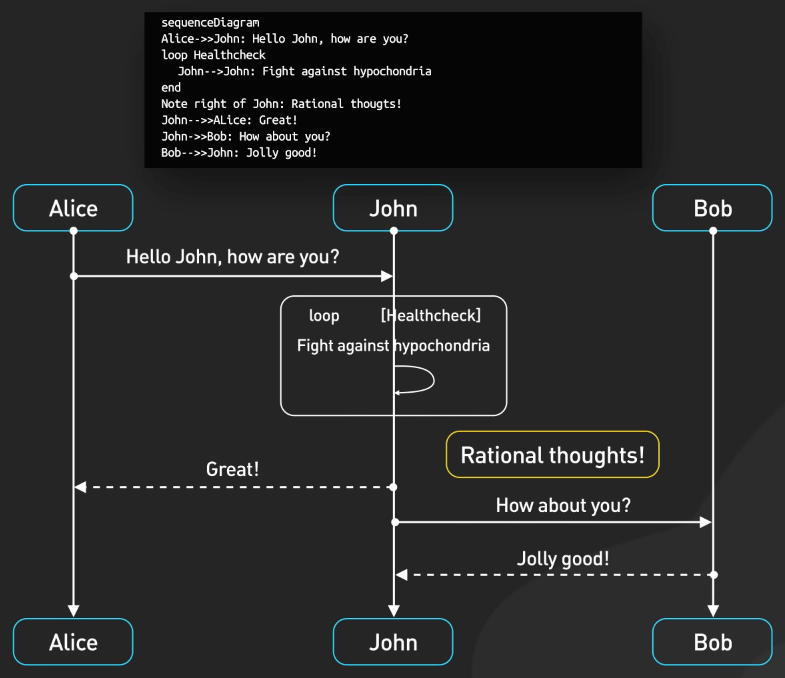 sequenceDiagram
Alice->>John: Hello John, how are you?
loop Healthcheck
John-->John: Fight against hypochondria
end
Note right of John: Rational thougts!
John-->>ALice: Great!
John->>Bob: How about you?
Bob-->>John: Jolly good!
Alice John Bob
Hello John, how are you?
loop [Healthcheck]
Fight against hypochondria
Rational thoughts!
Great!
How about you?
Jolly good!
Alice John Bob